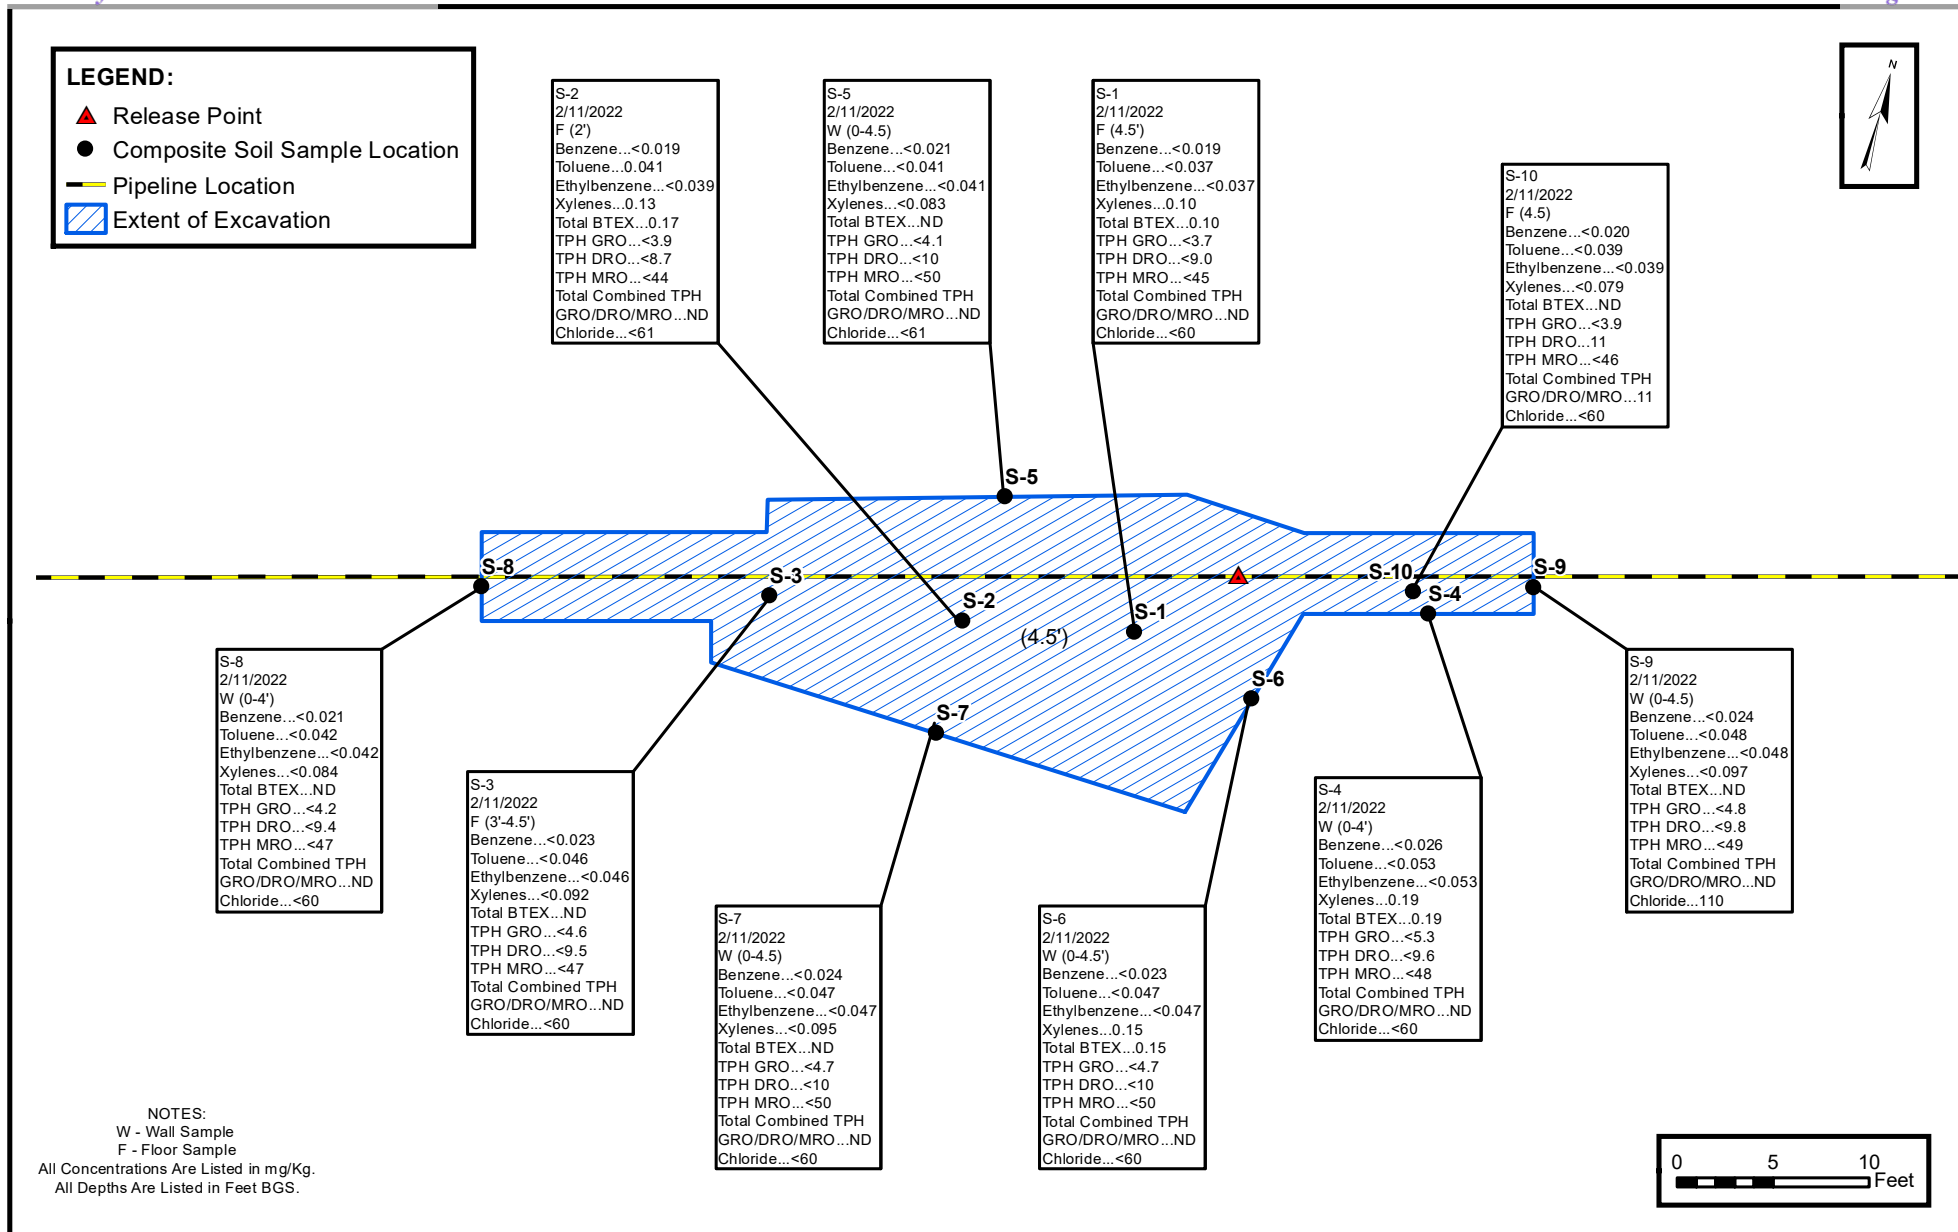 LEGEND:
Release Point
Composite Soil Sample Location
Pipeline Location
Extent of Excavation
N
S-2
2/11/2022
F (2')
Benzene...<0.019
Toluene...0.041
Ethylbenzene...<0.039
Xylenes...0.13
Total BTEX...0.17
TPH GRO...<3.9
TPH DRO...<8.7
TPH MRO...<44
Total Combined TPH
GRO/DRO/MRO...ND
Chloride...<61
S-5
2/11/2022
W (0-4.5)
Benzene...<0.021
Toluene...<0.041
Ethylbenzene...<0.041
Xylenes...<0.083
Total BTEX...ND
TPH GRO...<4.1
TPH DRO...<10
TPH MRO...<50
Total Combined TPH
GRO/DRO/MRO...ND
Chloride...<61
S-1
2/11/2022
F (4.5')
Benzene...<0.019
Toluene...<0.037
Ethylbenzene...<0.037
Xylenes...0.10
Total BTEX...0.10
TPH GRO...<3.7
TPH DRO...<9.0
TPH MRO...<45
Total Combined TPH
GRO/DRO/MRO...ND
Chloride...<60
S-10
2/11/2022
F (4.5)
Benzene...<0.020
Toluene...<0.039
Ethylbenzene...<0.039
Xylenes...<0.079
Total BTEX...ND
TPH GRO...<3.9
TPH DRO...11
TPH MRO...<46
Total Combined TPH
GRO/DRO/MRO...11
Chloride...<60
S-5
S-8
S-3
S-2
S-1
(4.5')
S-10
S-4
S-9
S-6
S-7
S-8
2/11/2022
W (0-4')
Benzene...<0.021
Toluene...<0.042
Ethylbenzene...<0.042
Xylenes...<0.084
Total BTEX...ND
TPH GRO...<4.2
TPH DRO...<9.4
TPH MRO...<47
Total Combined TPH
GRO/DRO/MRO...ND
Chloride...<60
S-3
2/11/2022
F (3'-4.5')
Benzene...<0.023
Toluene...<0.046
Ethylbenzene...<0.046
Xylenes...<0.092
Total BTEX...ND
TPH GRO...<4.6
TPH DRO...<9.5
TPH MRO...<47
Total Combined TPH
GRO/DRO/MRO...ND
Chloride...<60
S-7
2/11/2022
W (0-4.5)
Benzene...<0.024
Toluene...<0.047
Ethylbenzene...<0.047
Xylenes...<0.095
Total BTEX...ND
TPH GRO...<4.7
TPH DRO...<10
TPH MRO...<50
Total Combined TPH
GRO/DRO/MRO...ND
Chloride...<60
S-6
2/11/2022
W (0-4.5')
Benzene...<0.023
Toluene...<0.047
Ethylbenzene...<0.047
Xylenes...0.15
Total BTEX...0.15
TPH GRO...<4.7
TPH DRO...<10
TPH MRO...<50
Total Combined TPH
GRO/DRO/MRO...ND
Chloride...<60
S-4
2/11/2022
W (0-4')
Benzene...<0.026
Toluene...<0.053
Ethylbenzene...<0.053
Xylenes...0.19
Total BTEX...0.19
TPH GRO...<5.3
TPH DRO...<9.6
TPH MRO...<48
Total Combined TPH
GRO/DRO/MRO...ND
Chloride...<60
S-9
2/11/2022
W (0-4.5)
Benzene...<0.024
Toluene...<0.048
Ethylbenzene...<0.048
Xylenes...<0.097
Total BTEX...ND
TPH GRO...<4.8
TPH DRO...<9.8
TPH MRO...<49
Total Combined TPH
GRO/DRO/MRO...ND
Chloride...110
NOTES:
W - Wall Sample
F - Floor Sample
All Concentrations Are Listed in mg/Kg.
All Depths Are Listed in Feet BGS.
0 5 10
Feet